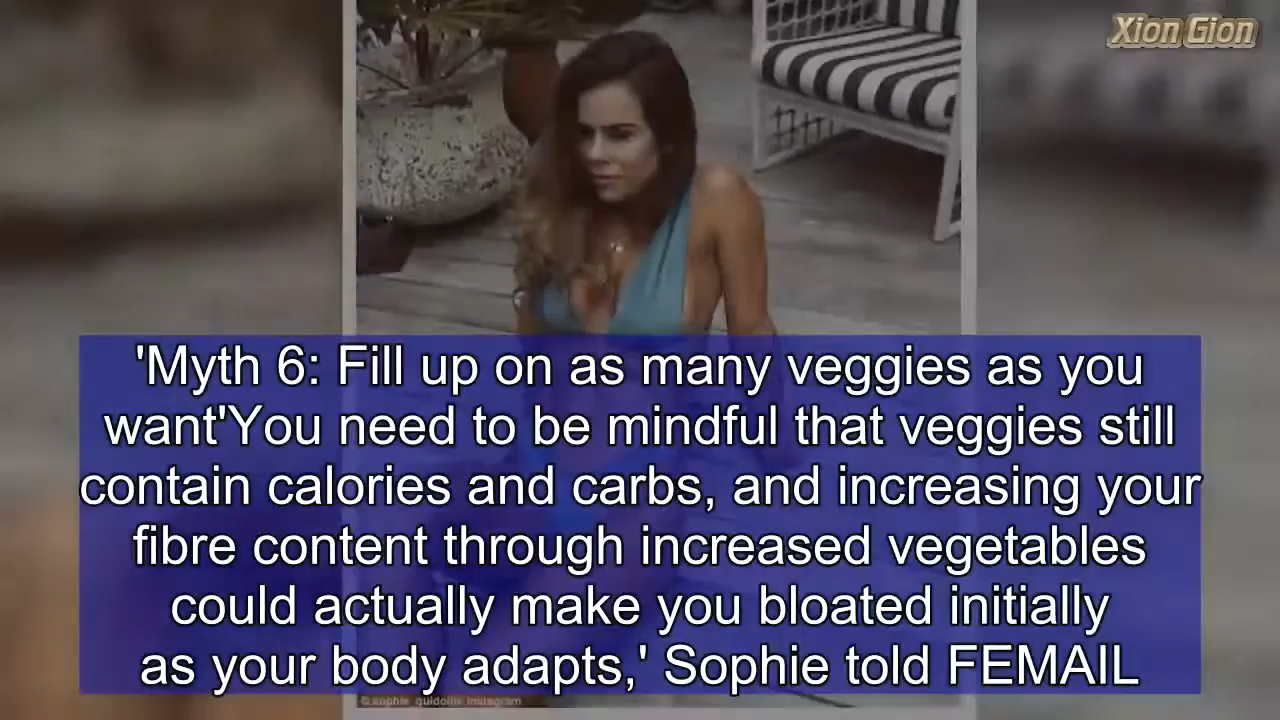 Xion Gion
'Myth 6: Fill up on as many veggies as you
want'You need to be mindful that veggies still
contain calories and carbs, and increasing your
fibre content through increased vegetables
could actually make you bloated initially
as your body adapts,' Sophie told FEMAIL
© sophie_guidolin Instagram